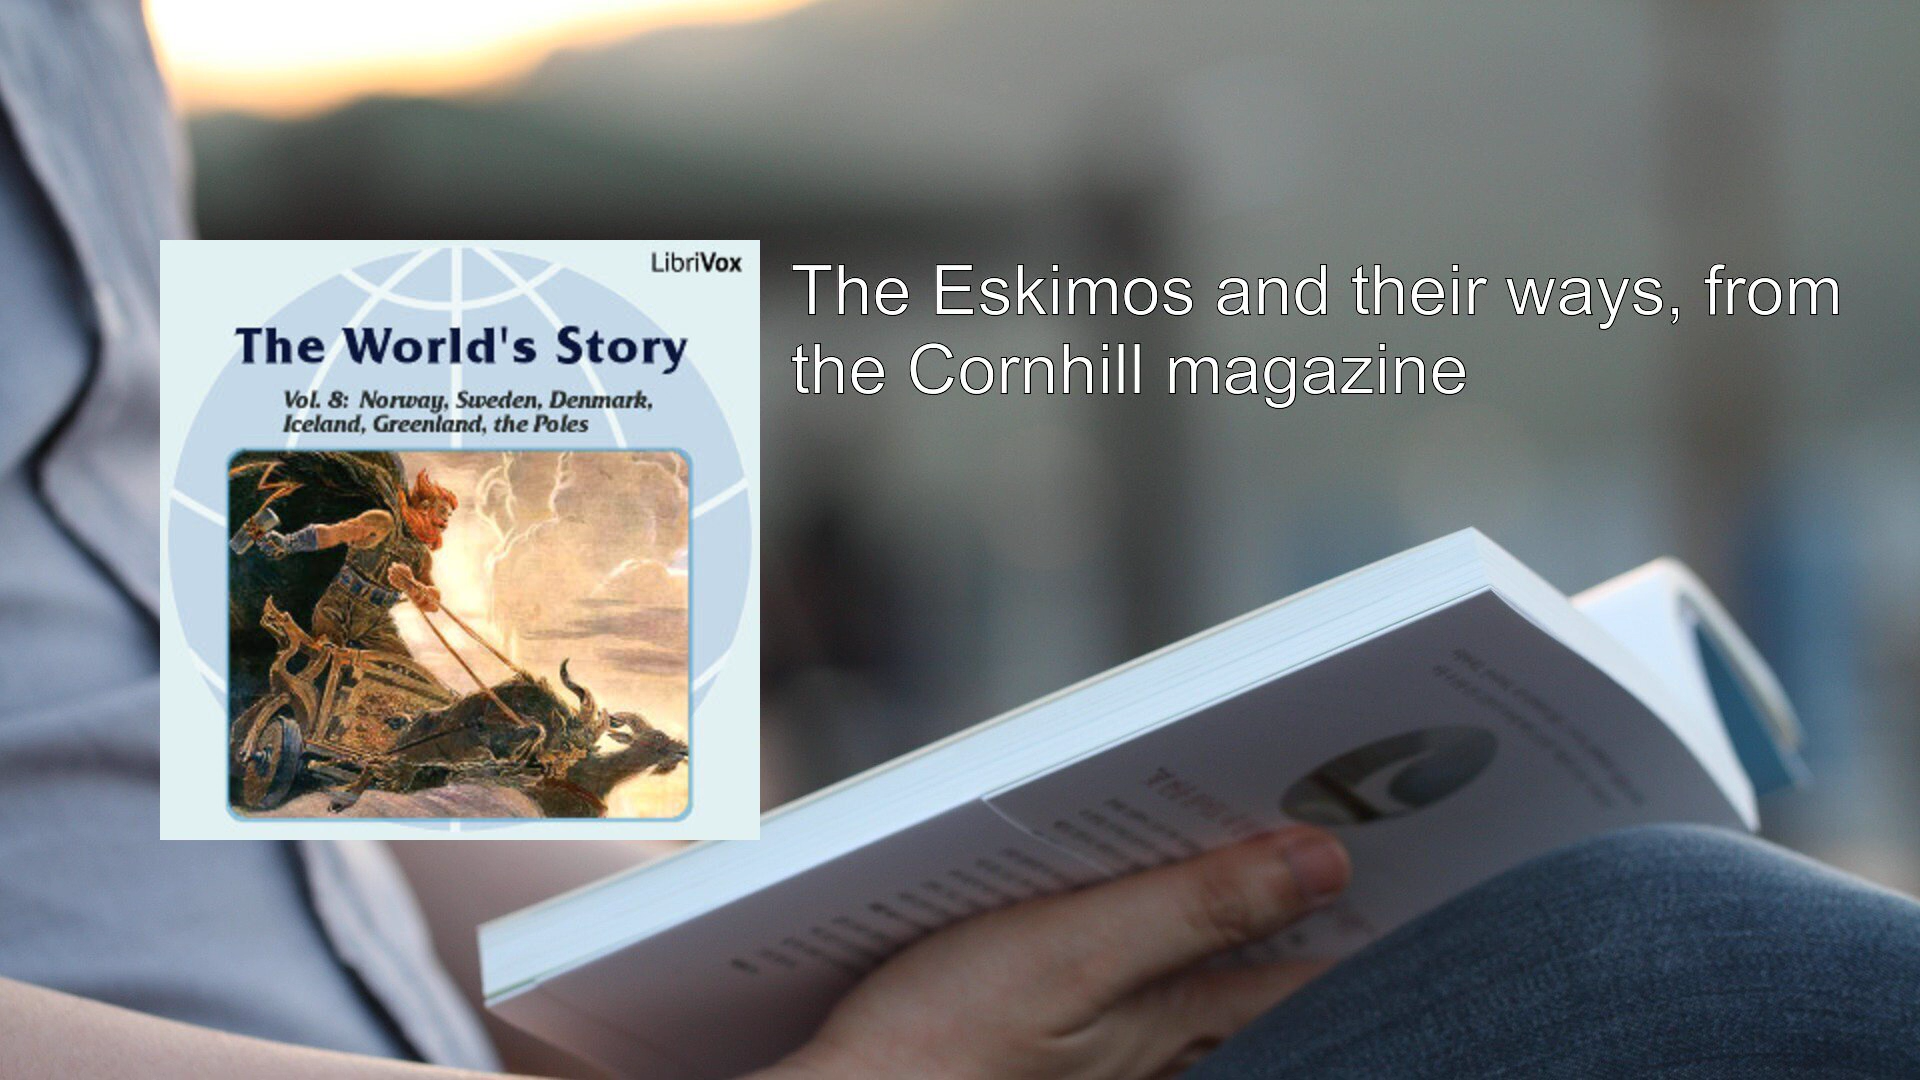 LibriVox
The World's Story
Vol. 8: Norway, Sweden, Denmark,
Iceland, Greenland, the Poles
The Eskimos and their ways, from
the Cornhill magazine